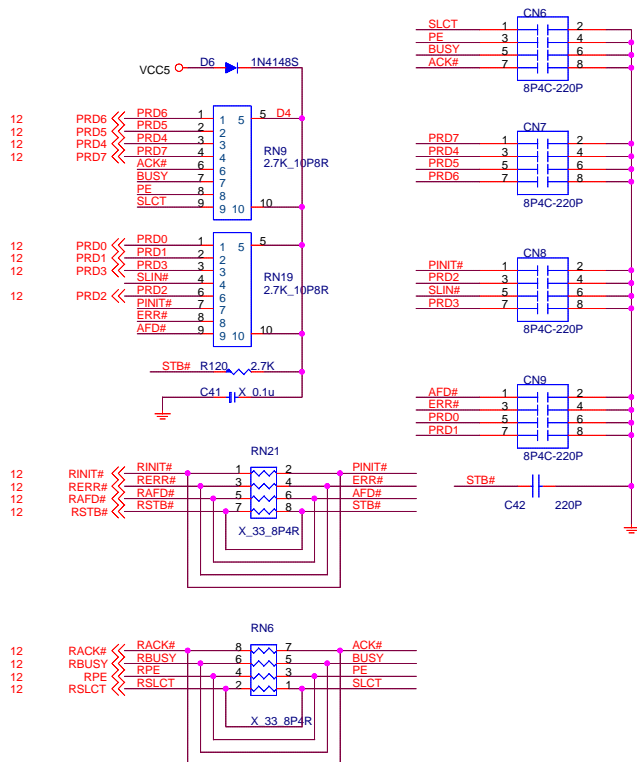 VCC5 D6 1N4148S
12 PRD6 PRD6 1 1 5 5 D4
12 PRD5 PRD5 2 2
12 PRD4 PRD4 3 3 RN9
12 PRD7 PRD7 4 4 2.7K_10P8R
ACK# 6 6
BUSY 7 7
PE 8 8
SLCT 9 9 10 10
12 PRD0 PRD0 1 1 5 5
12 PRD1 PRD1 2 2
12 PRD3 PRD3 3 3 RN19
SLIN# 4 4 2.7K_10P8R
12 PRD2 PRD2 6 6
PINIT# 7 7
ERR# 8 8
AFD# 9 9 10 10
STB# R120 2.7K
C41 X_0.1u
RN21
12 RINIT# RINIT# 1 2 PINIT#
12 RERR# RERR# 3 4 ERR#
12 RAFD# RAFD# 5 6 AFD#
12 RSTB# RSTB# 7 8 STB#
X_33_8P4R
RN6
12 RACK# RACK# 8 7 ACK#
12 RBUSY RBUSY 6 5 BUSY
12 RPE RPE 4 3 PE
12 RSLCT RSLCT 2 1 SLCT
X_33_8P4R
CN6
SLCT 1 2
PE 3 4
BUSY 5 6
ACK# 7 8
8P4C-220P
CN7
PRD7 1 2
PRD4 3 4
PRD5 5 6
PRD6 7 8
8P4C-220P
CN8
PINIT# 1 2
PRD2 3 4
SLIN# 5 6
PRD3 7 8
8P4C-220P
CN9
AFD# 1 2
ERR# 3 4
PRD0 5 6
PRD1 7 8
8P4C-220P
STB#
C42 220P